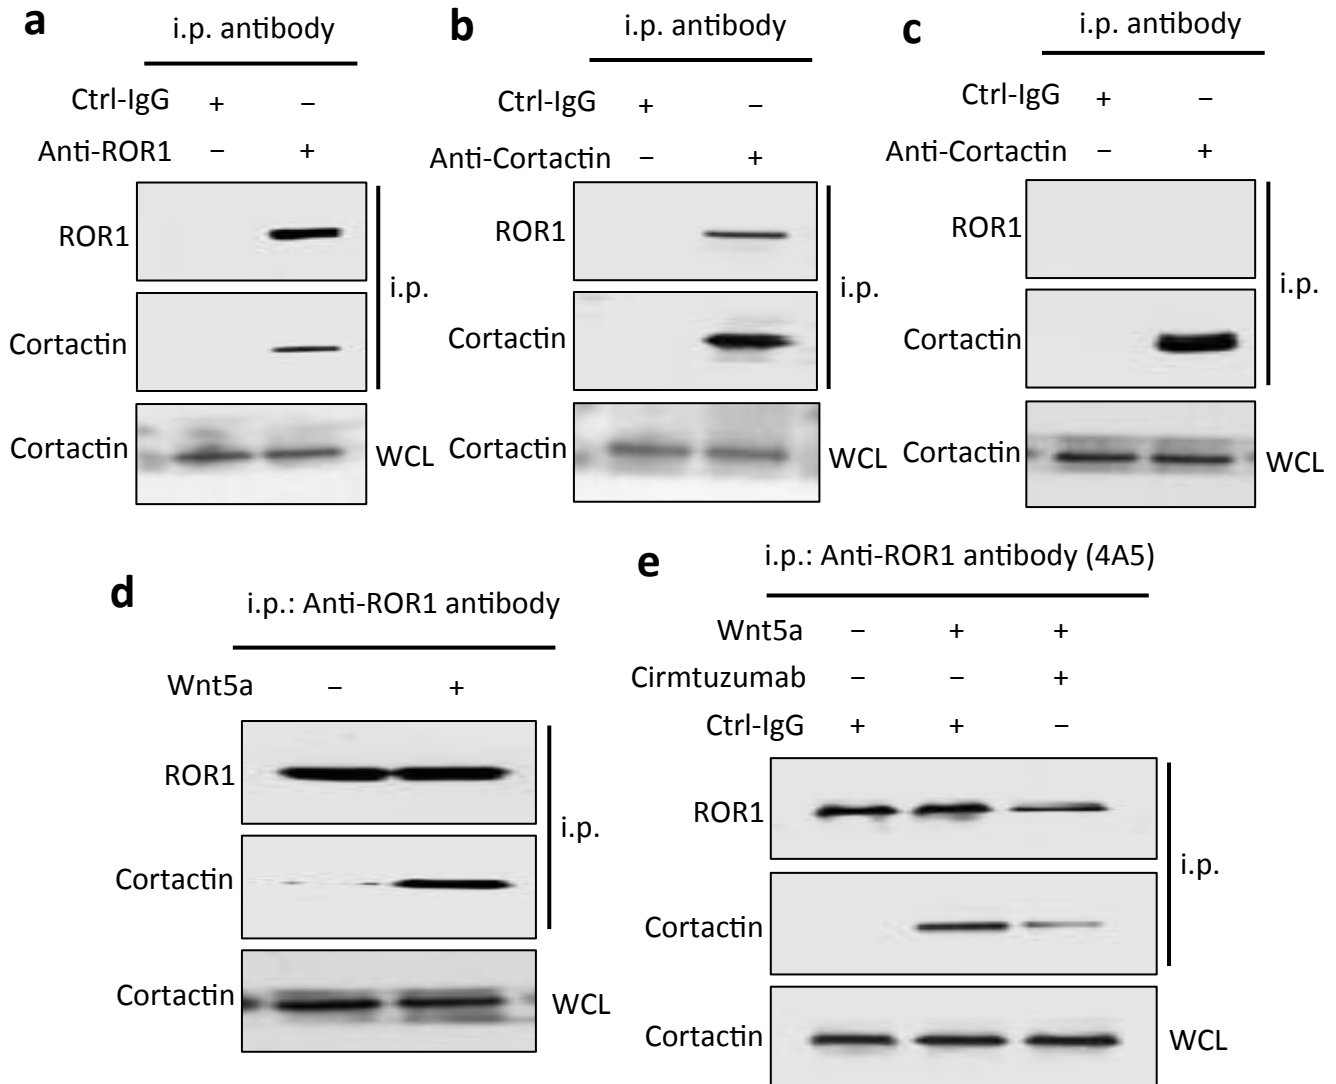 a
i.p. antibody
Ctrl-IgG + −
Anti-ROR1 − +
ROR1
Cortactin
i.p.
Cortactin
WCL
b
i.p. antibody
Ctrl-IgG + −
Anti-Cortactin − +
ROR1
Cortactin
i.p.
Cortactin
WCL
c
i.p. antibody
Ctrl-IgG + −
Anti-Cortactin − +
ROR1
Cortactin
i.p.
Cortactin
WCL
d
i.p.: Anti-ROR1 antibody
Wnt5a − +
ROR1
Cortactin
i.p.
Cortactin
WCL
e
i.p.: Anti-ROR1 antibody (4A5)
Wnt5a − + +
Cirmtuzumab − − +
Ctrl-IgG + + −
ROR1
Cortactin
i.p.
Cortactin
WCL